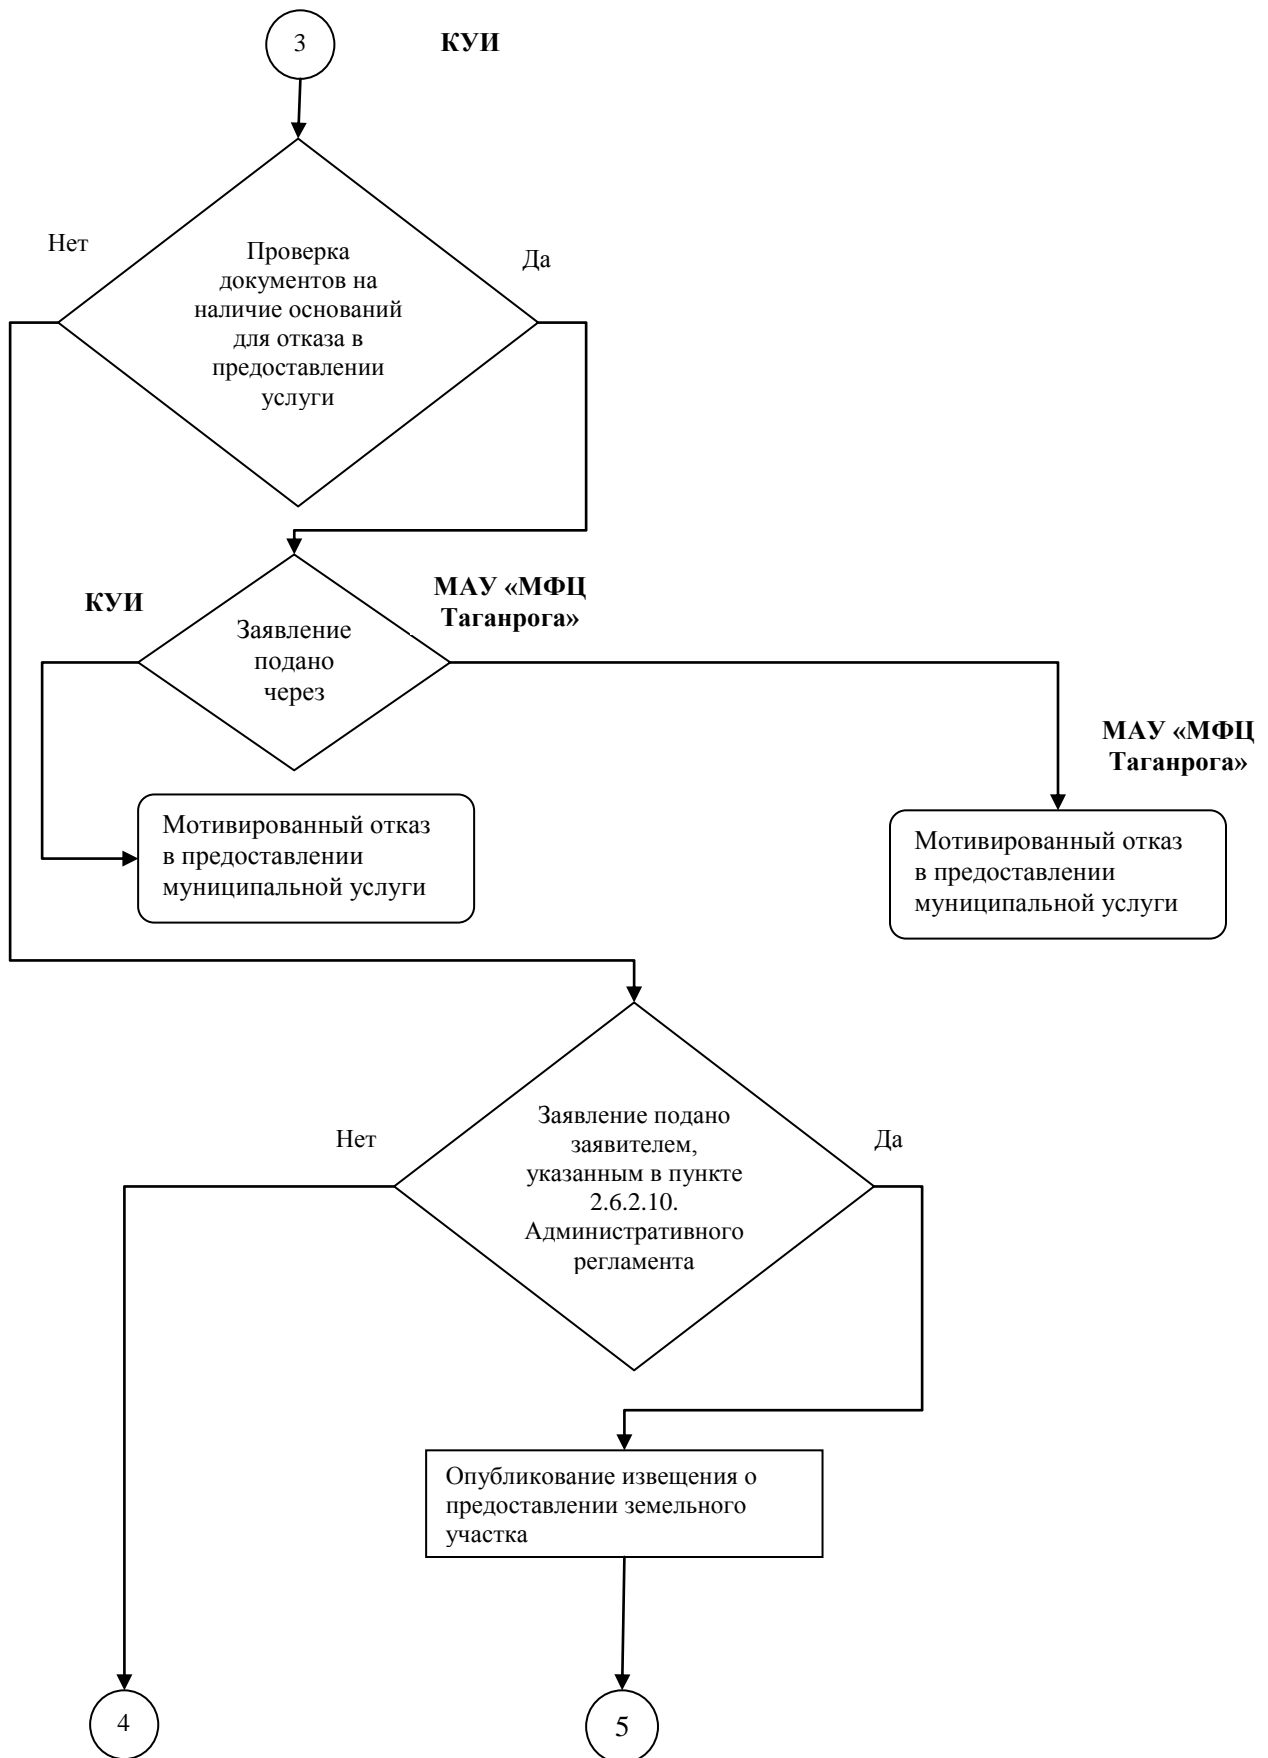 3
КУИ
Нет
Да
Проверка
документов на
наличие оснований
для отказа в
предоставлении
услуги
КУИ
МАУ «МФЦ
Таганрога»
Заявление
подано
через
МАУ «МФЦ
Таганрога»
Мотивированный отказ
в предоставлении
муниципальной услуги
Мотивированный отказ
в предоставлении
муниципальной услуги
Нет
Да
Заявление подано
заявителем,
указанным в пункте
2.6.2.10.
Административного
регламента
Опубликование извещения о
предоставлении земельного
участка
4
5